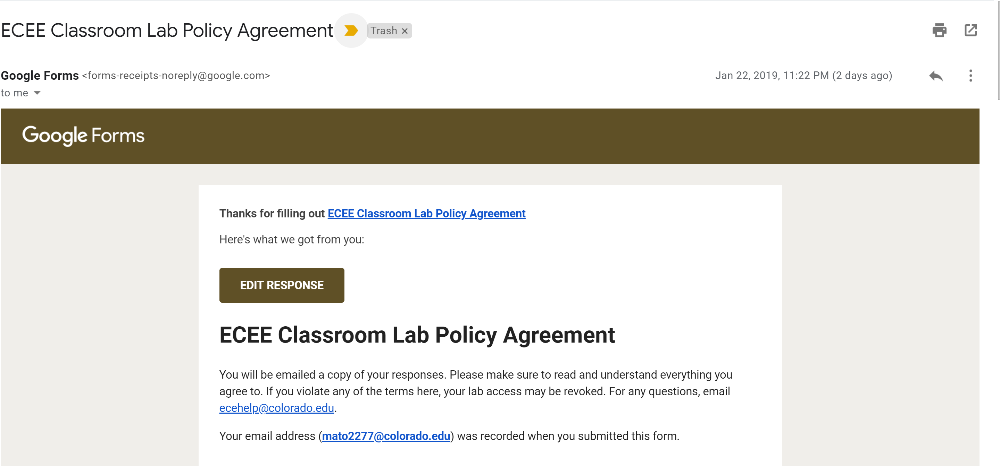 ECEE Classroom Lab Policy Agreement Trash ×
Google Forms <forms-receipts-noreply@google.com> Jan 22, 2019, 11:22 PM (2 days ago)
to me
Google Forms
Thanks for filling out ECEE Classroom Lab Policy Agreement
Here's what we got from you:
EDIT RESPONSE
ECEE Classroom Lab Policy Agreement
You will be emailed a copy of your responses. Please make sure to read and understand everything you
agree to. If you violate any of the terms here, your lab access may be revoked. For any questions, email
ecehelp@colorado.edu.
Your email address (mato2277@colorado.edu) was recorded when you submitted this form.